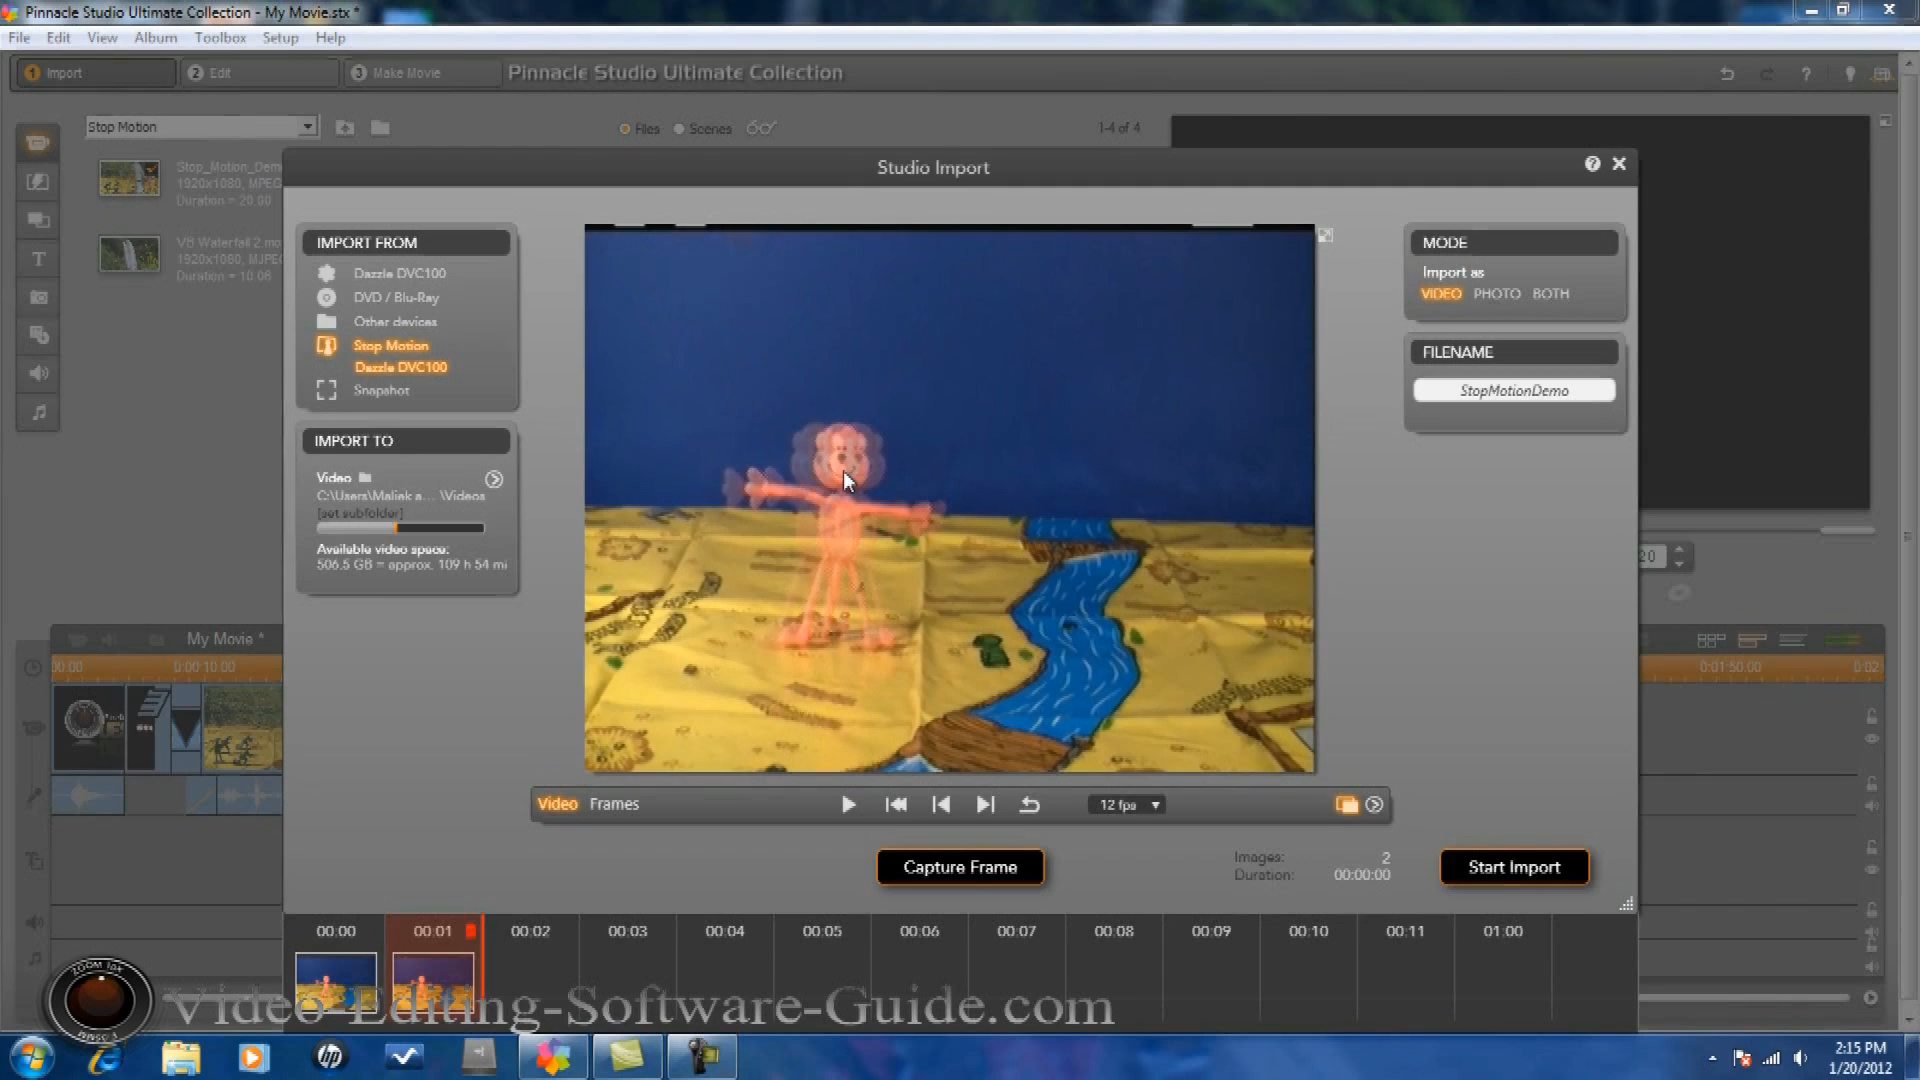 Pinnacle Studio Ultimate Collection - My Movie.stx *
File Edit View Album Toolbox Setup Help
1 Import 2 Edit 3 Make Movie Pinnacle Studio Ultimate Collection
Stop Motion
Files Scenes 1-4 of 4
Stop_Motion_Dem
1920x1080, MPEG
Duration = 20.00
VB Waterfall 2.mo
1920x1080, MJPE
Duration = 10.08
Studio Import
IMPORT FROM
Dazzle DVC100
DVD / Blu-Ray
Other devices
Stop Motion
Dazzle DVC100
Snapshot
IMPORT TO
Video
C:\Users\Maliek a... \Videos
[set subfolder]
Available video space:
506.5 GB = approx. 109 h 54 mi
MODE
Import as
VIDEO PHOTO BOTH
FILENAME
StopMotionDemo
20
My Movie *
00.00 0:00:10.00
0:01:50.00 0:02
Video Frames 12 fps
Capture Frame
Images: 2
Duration: 00:00:00
Start Import
00:00 00:01 00:02 00:03 00:04 00:05 00:06 00:07 00:08 00:09 00:10 00:11 01:00
ZOOM 10x
Video-Editing-Software-Guide.com
2:15 PM
1/20/2012